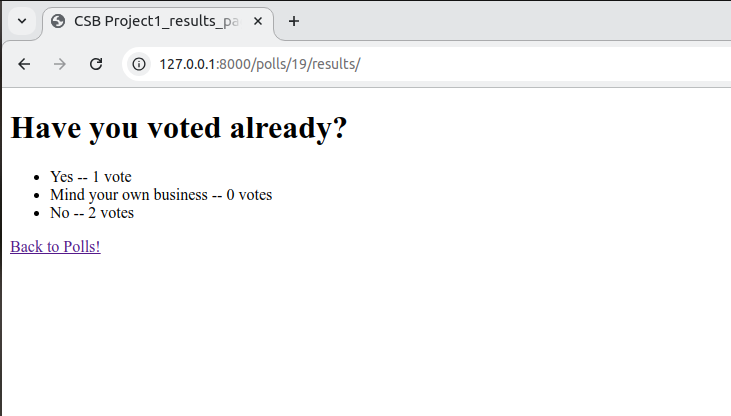 CSB Project1_results_pa
127.0.0.1:8000/polls/19/results/
Have you voted already?
Yes -- 1 vote
Mind your own business -- 0 votes
No -- 2 votes
Back to Polls!